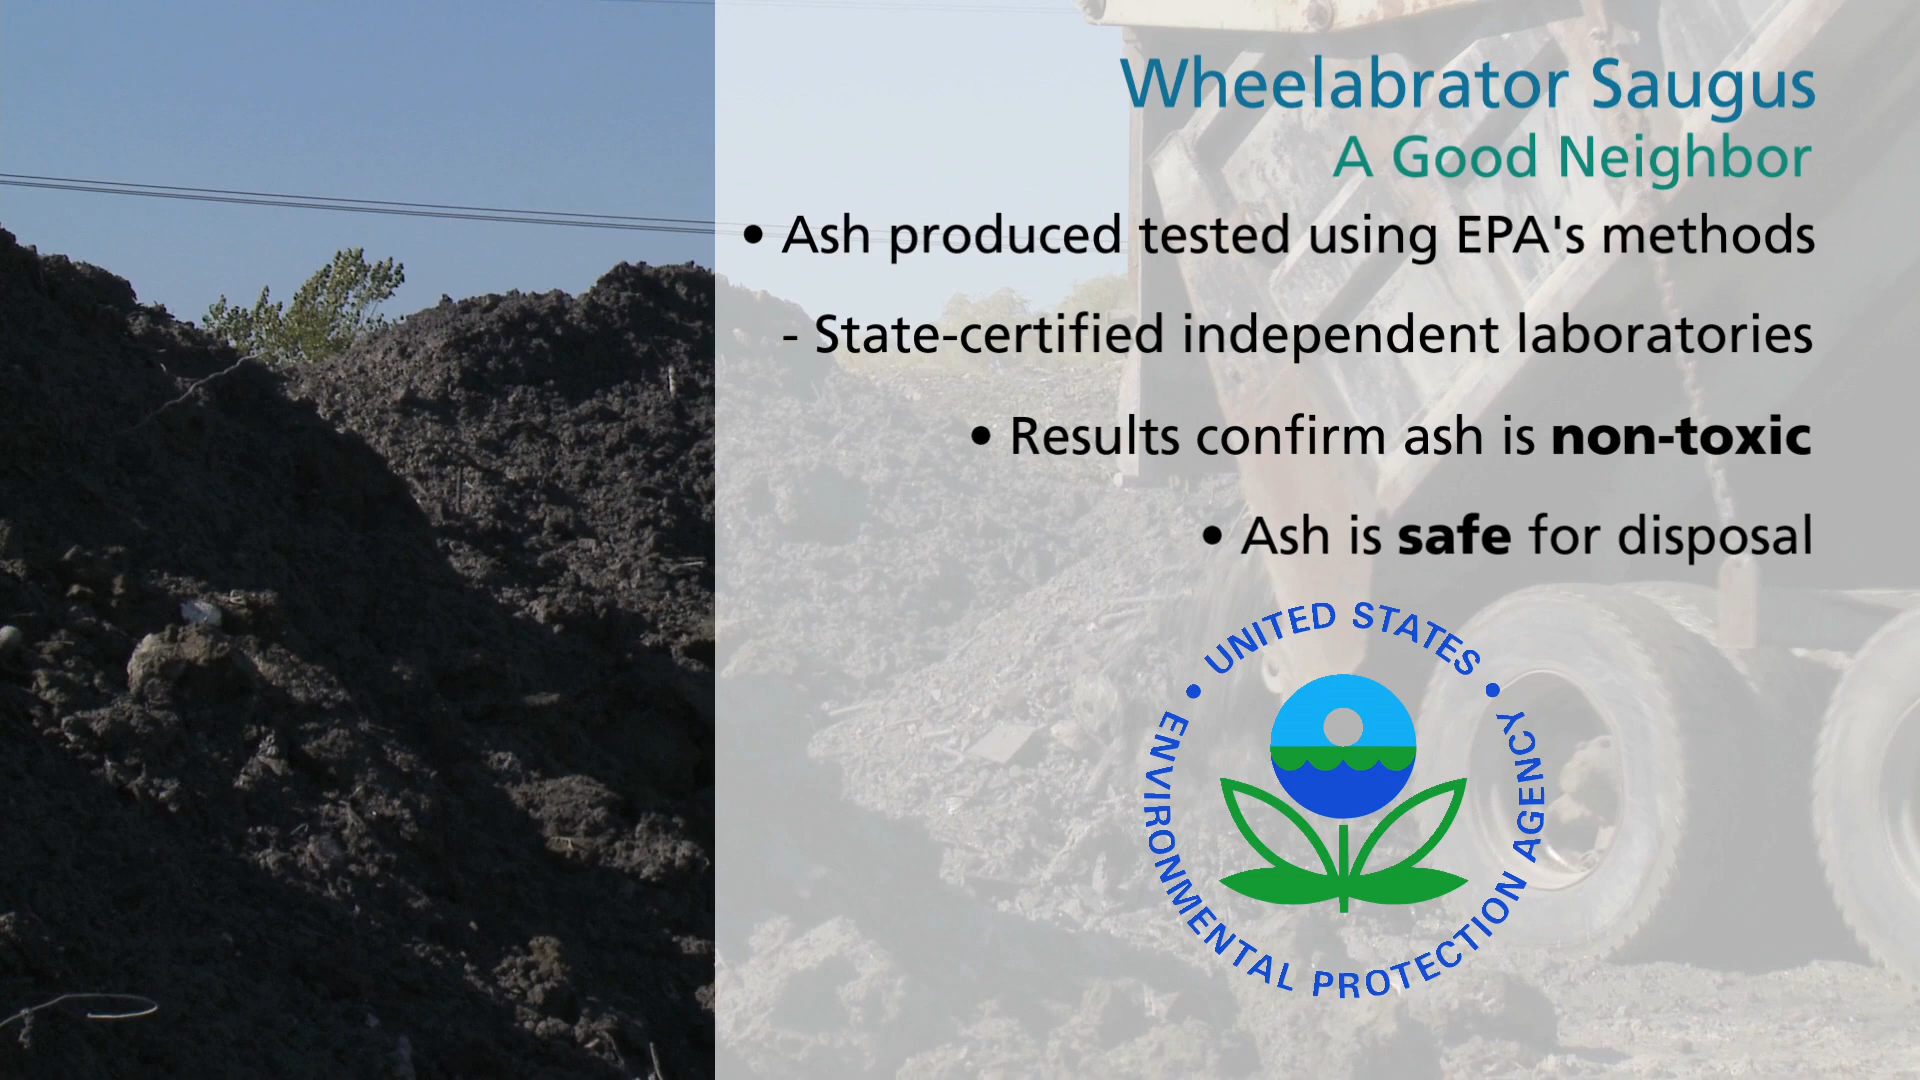 Wheelabrator Saugus
A Good Neighbor
• Ash produced tested using EPA's methods
- State-certified independent laboratories
• Results confirm ash is non-toxic
• Ash is safe for disposal
• UNITED STATES •
ENVIRONMENTAL PROTECTION AGENCY